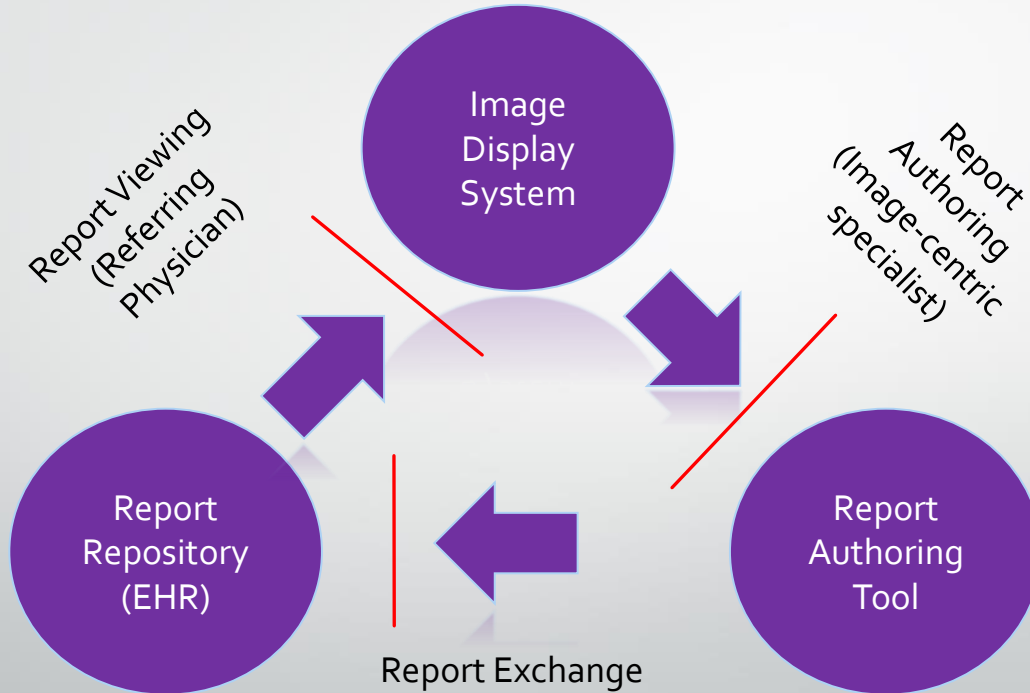 Image
Display
System
Report Viewing
(Referring
Physician)
Report
Authoring
(Image-centric
specialist)
Report
Repository
(EHR)
Report
Authoring
Tool
Report Exchange